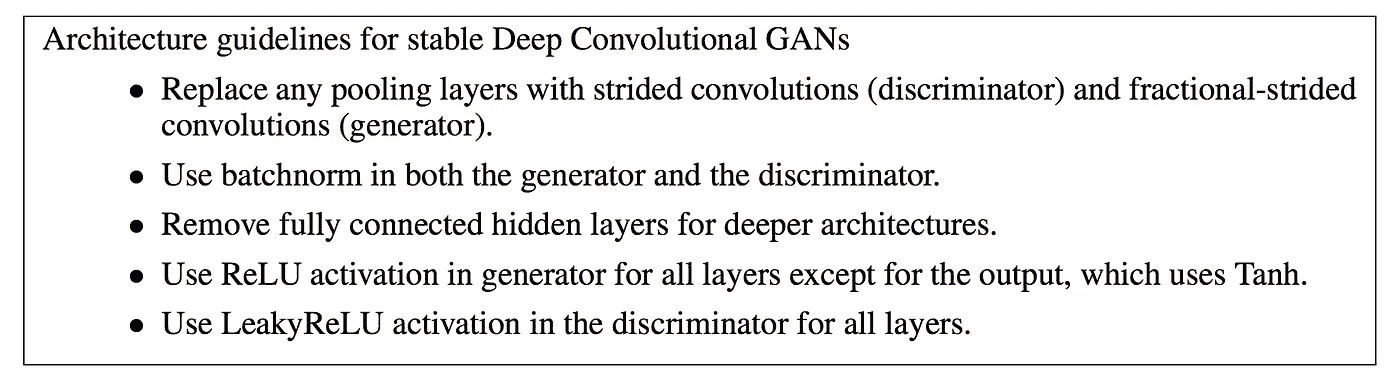 Architecture guidelines for stable Deep Convolutional GANs
• Replace any pooling layers with strided convolutions (discriminator) and fractional-strided
convolutions (generator).
• Use batchnorm in both the generator and the discriminator.
• Remove fully connected hidden layers for deeper architectures.
• Use ReLU activation in generator for all layers except for the output, which uses Tanh.
• Use LeakyReLU activation in the discriminator for all layers.